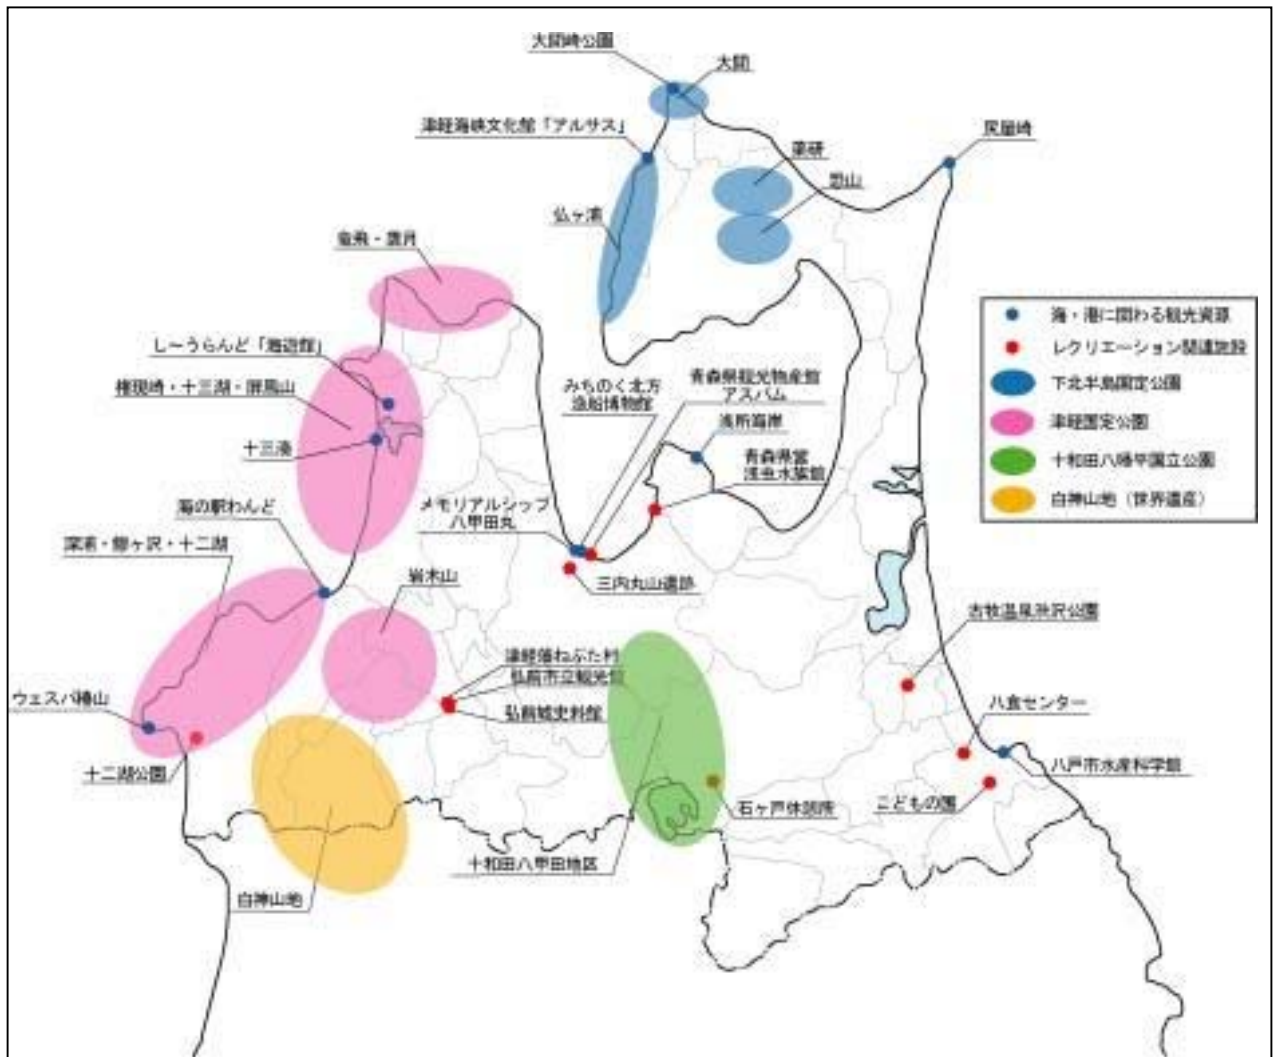 大間崎公園
大間
津軽海峡文化館「アルサス」
尻屋崎
薬研
恐山
仏ヶ浦
竜飛・霊月
海・港に関わる観光資源
レクリエーション関連施設
下北半島国定公園
津軽国定公園
十和田八幡平国立公園
白神山地(世界遺産)
し~うらんど「海遊館」
権現崎・十三湖・屏風山
みちのく北方
漁船博物館
青森県観光物産館
アスパム
浅所海岸
十三湊
青森県営
浅虫水族館
海の駅わんど
メモリアルシップ
八甲田丸
深浦・鰺ヶ沢・十二湖
岩木山
三内丸山遺跡
古牧温泉渋沢公園
津軽藩ねぶた村
弘前市立観光館
弘前城史料館
ウェスパ椿山
八食センター
八戸市水産科学館
十二湖公園
石ヶ戸休憩所
こどもの国
十和田八甲田地区
白神山地